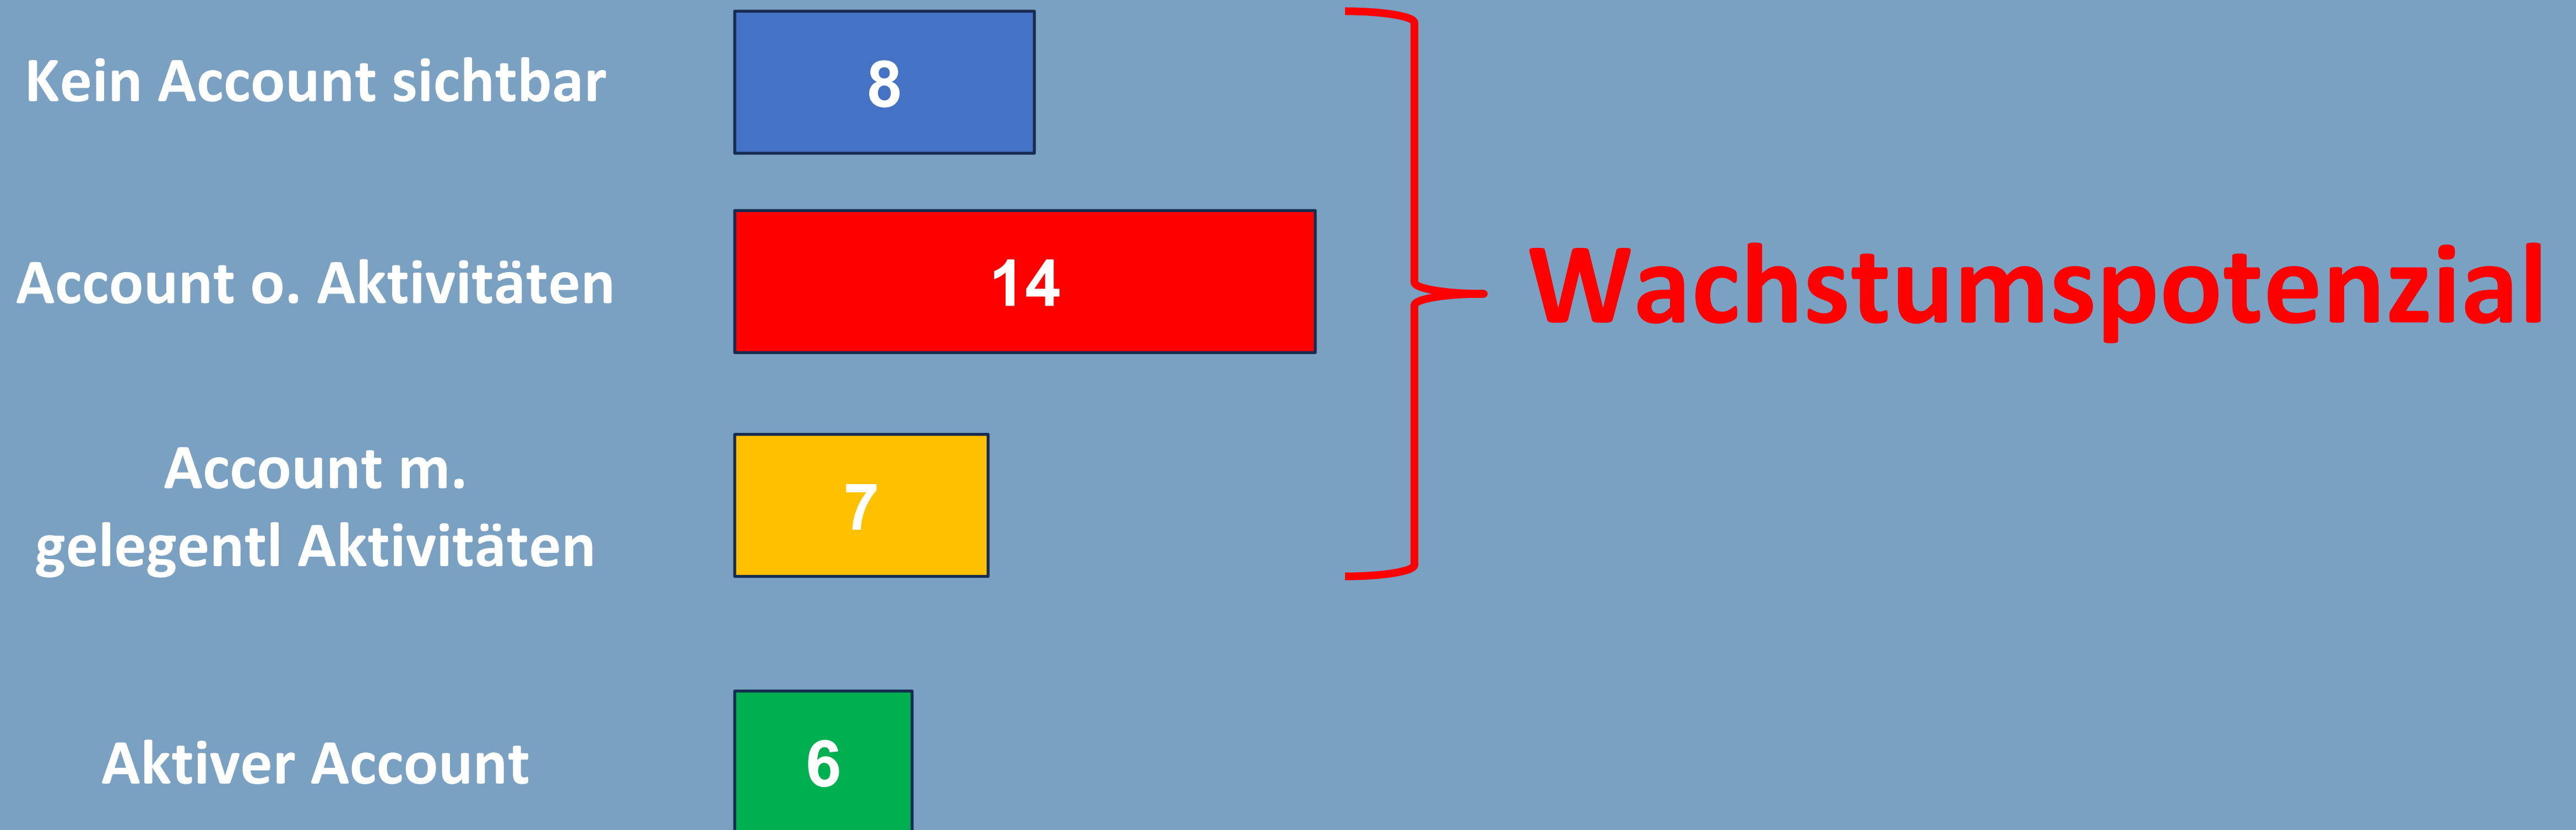 Kein Account sichtbar
8
Account o. Aktivitäten
14
Wachstumspotenzial
Account m.
gelegentl Aktivitäten
7
Aktiver Account
6